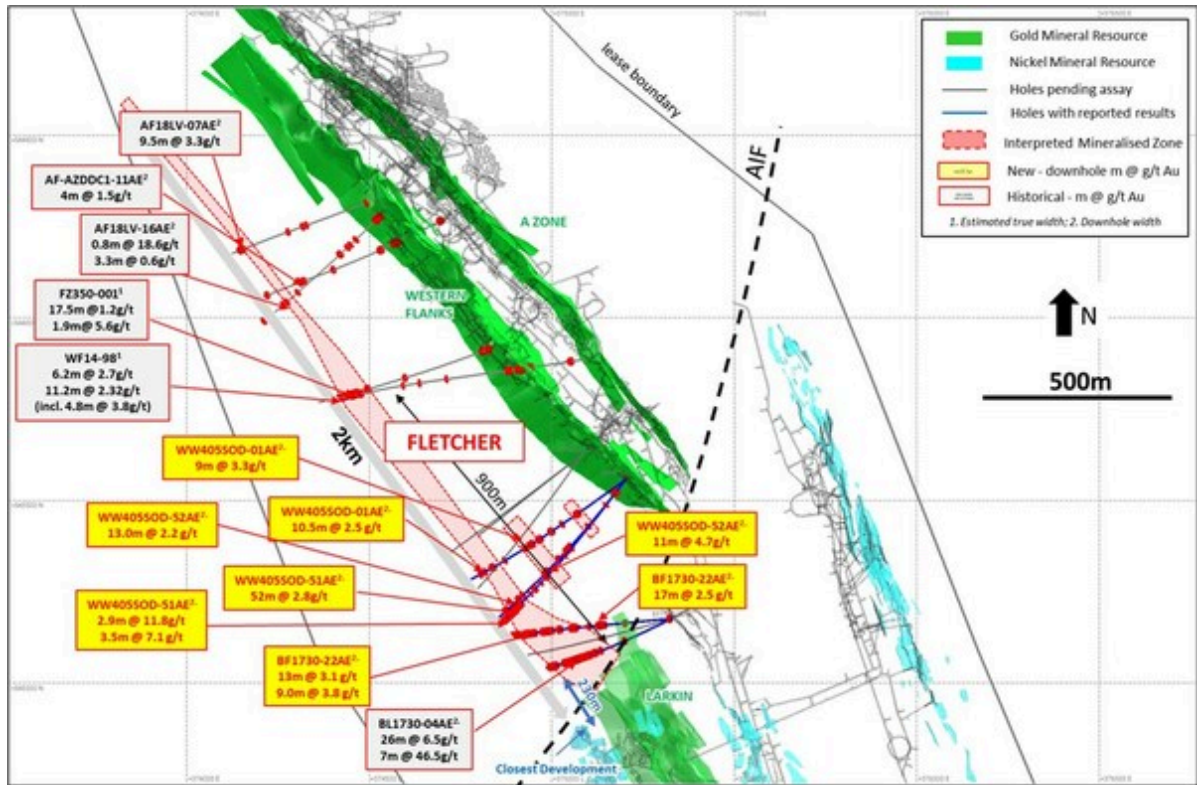 lease boundary
Gold Mineral Resource
Nickel Mineral Resource
Holes pending assay
Holes with reported results
Interpreted Mineralised Zone
New - downhole m @ g/t Au
Historical - m @ g/t Au
1. Estimated true width; 2. Downhole width
N
500m
AIF
A ZONE
WESTERN
FLANKS
AF18LV-07AE²
9.5m @ 3.3g/t
AF-AZDDC1-11AE²
4m @ 1.5g/t
AF18LV-16AE²
0.8m @ 18.6g/t
3.3m @ 0.6g/t
FZ350-001¹
17.5m @1.2g/t
1.9m@ 5.6g/t
WF14-98¹
6.2m @ 2.7g/t
11.2m @ 2.32g/t
(incl. 4.8m @ 3.8g/t)
2km
FLETCHER
900m
WW405SOD-01AE²·
9m @ 3.3g/t
WW405SOD-01AE²·
10.5m @ 2.5 g/t
WW405SOD-52AE²·
13.0m @ 2.2 g/t
WW405SOD-52AE²·
11m @ 4.7g/t
WW405SOD-51AE²·
52m @ 2.8g/t
BF1730-22AE²·
17m @ 2.5 g/t
WW405SOD-51AE²·
2.9m @ 11.8g/t
3.5m @ 7.1 g/t
BF1730-22AE²·
13m @ 3.1 g/t
9.0m @ 3.8 g/t
LARKIN
230m
BL1730-04AE²·
26m @ 6.5g/t
7m @ 46.5g/t
Closest Development